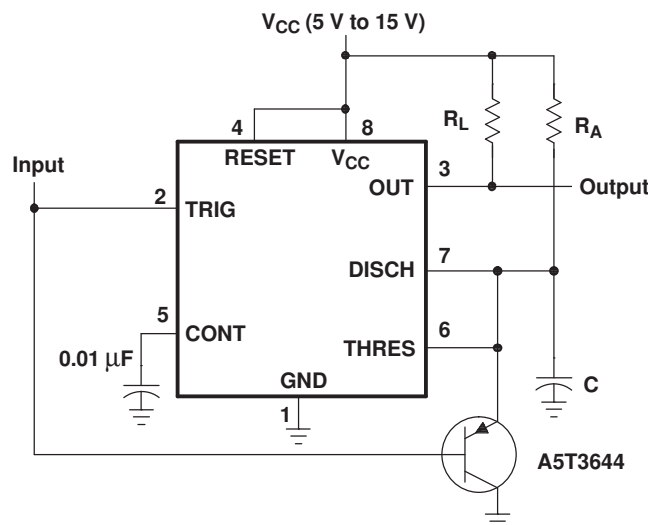 VCC (5 V to 15 V)
4
8
RL
RA
RESET
VCC
Input
3
2
OUT
Output
TRIG
7
DISCH
5
6
CONT
THRES
0.01 μF
GND
C
1
A5T3644